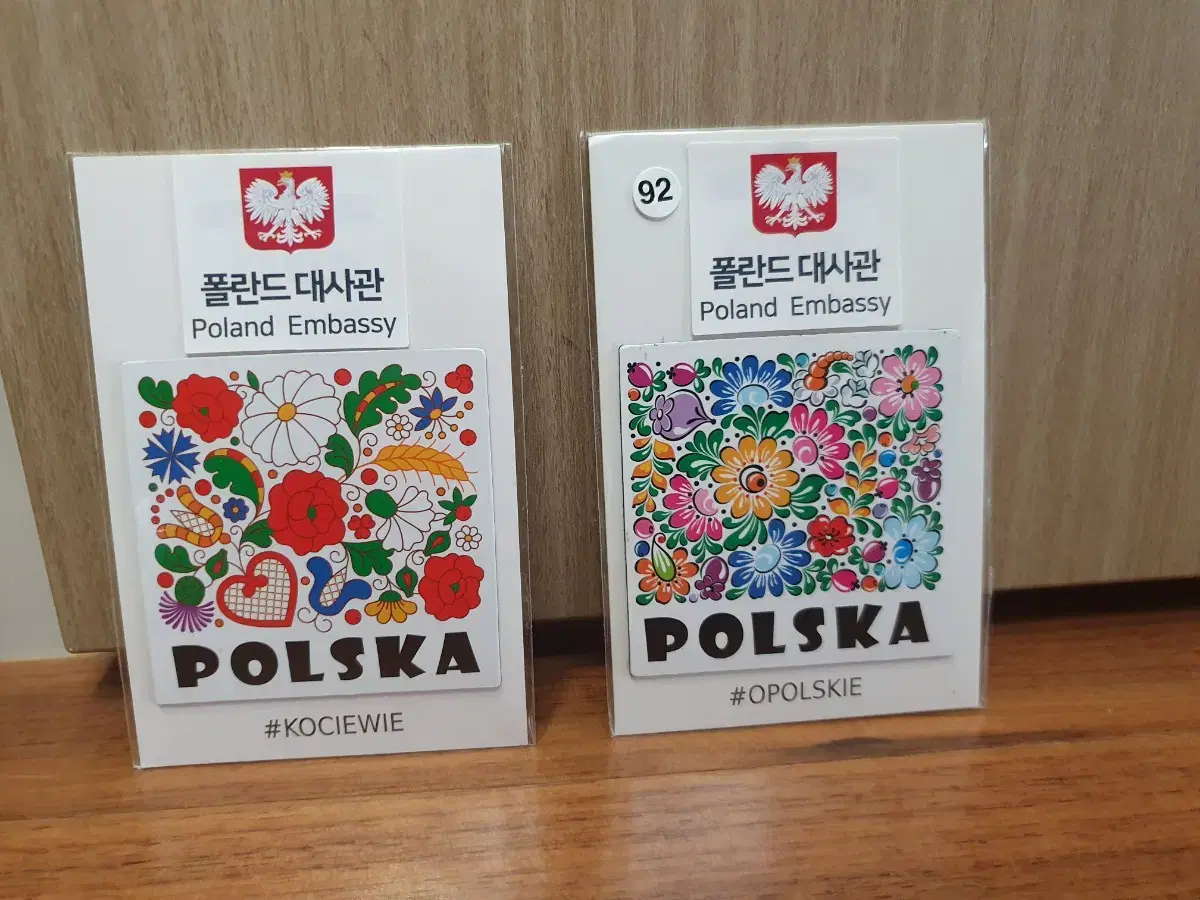 폴란드 대사관
Poland Embassy
POLSKA
#KOCIEWIE
92
폴란드 대사관
Poland Embassy
POLSKA
#OPOLSKIE